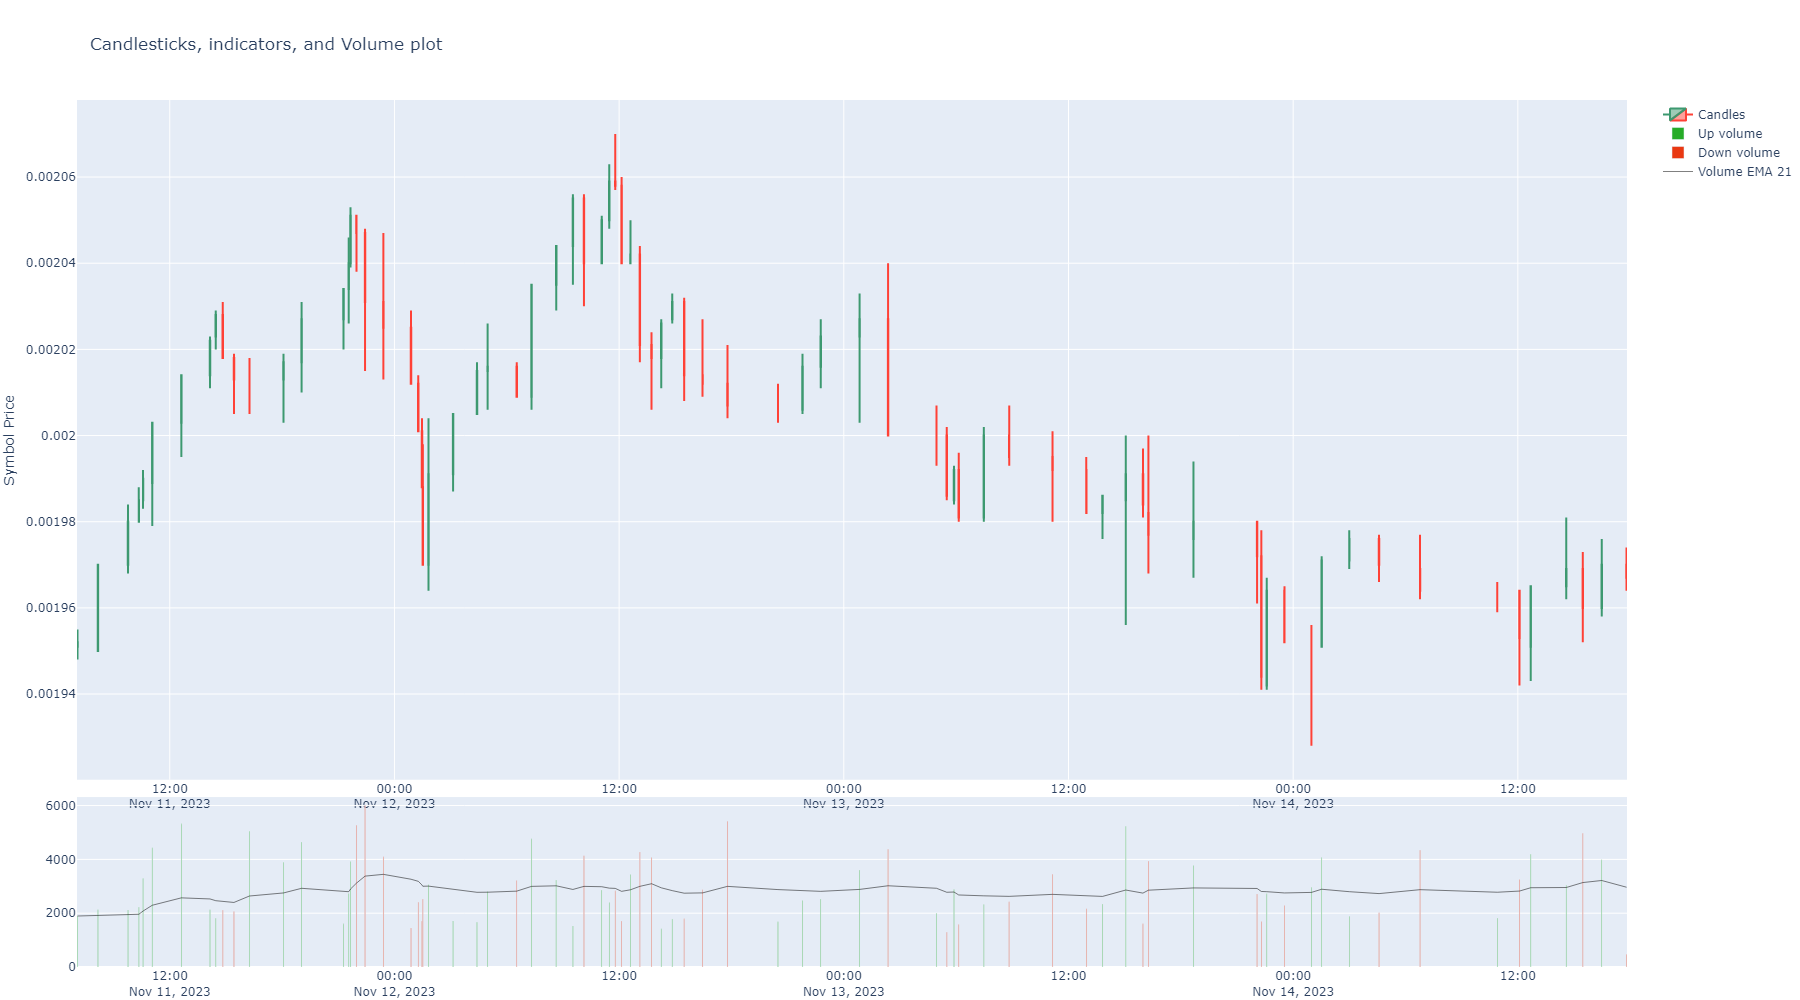 Candlesticks, indicators, and Volume plot
Candles
Up volume
Down volume
Volume EMA 21
Symbol Price
0.00206
0.00204
0.00202
0.002
0.00198
0.00196
0.00194
12:00 00:00 12:00 00:00 12:00 00:00 12:00
Nov 11, 2023 Nov 12, 2023 Nov 13, 2023 Nov 14, 2023
6000
4000
2000
0
12:00 00:00 12:00 00:00 12:00 00:00 12:00
Nov 11, 2023 Nov 12, 2023 Nov 13, 2023 Nov 14, 2023